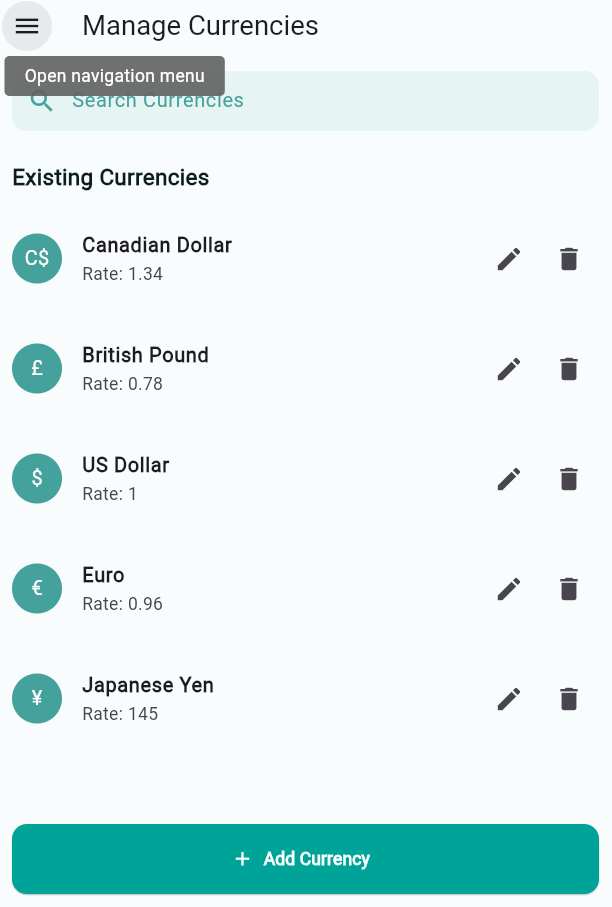 Manage Currencies
Open navigation menu
Search Currencies
Existing Currencies
C$
Canadian Dollar
Rate: 1.34
£
British Pound
Rate: 0.78
$
US Dollar
Rate: 1
€
Euro
Rate: 0.96
¥
Japanese Yen
Rate: 145
+ Add Currency